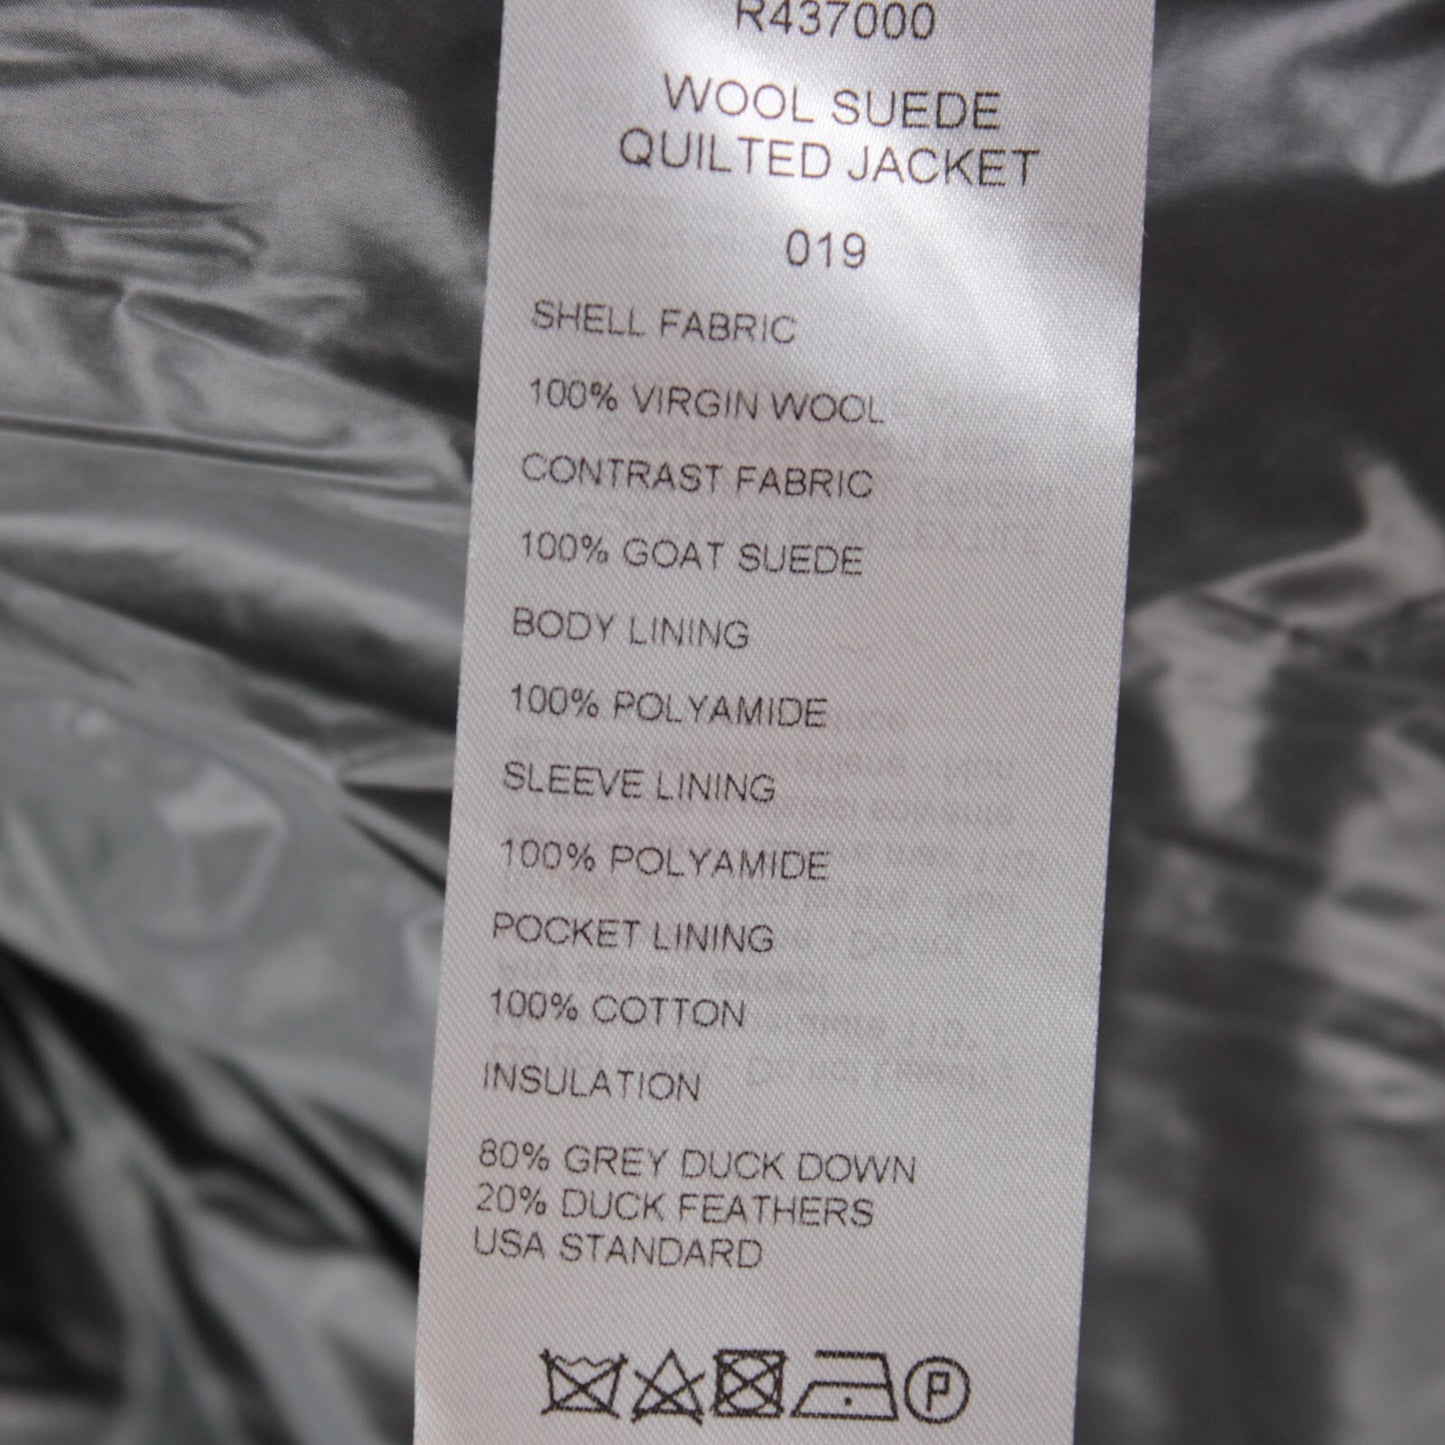 R437000
WOOL SUEDE
QUILTED JACKET
019
SHELL FABRIC
100% VIRGIN WOOL
CONTRAST FABRIC
100% GOAT SUEDE
BODY LINING
100% POLYAMIDE
SLEEVE LINING
100% POLYAMIDE
POCKET LINING
100% COTTON
INSULATION
80% GREY DUCK DOWN
20% DUCK FEATHERS
USA STANDARD
P